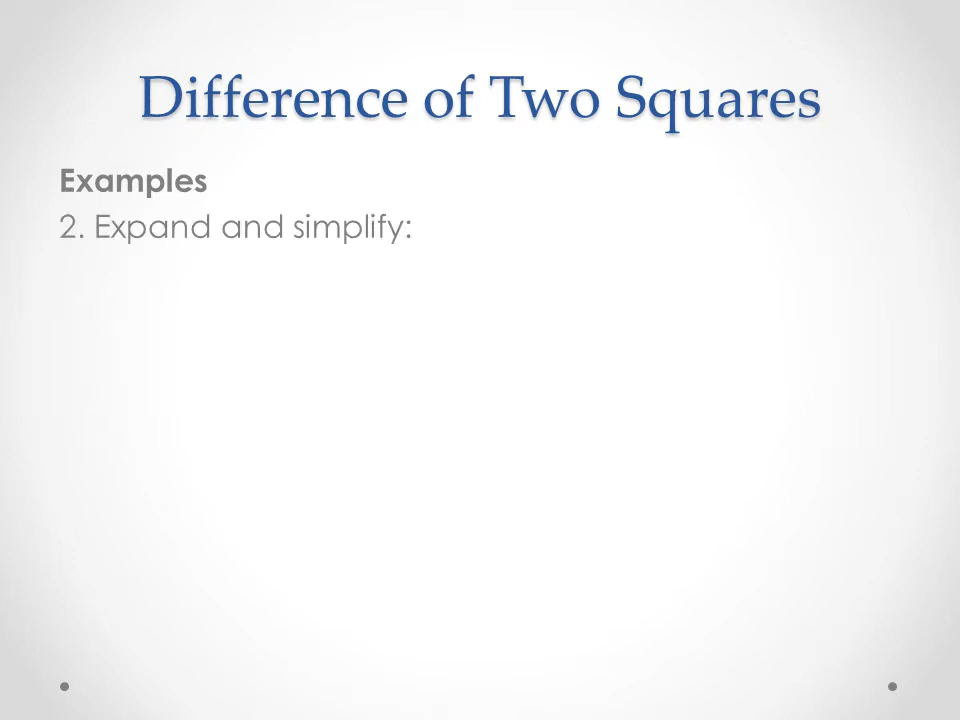 Difference of Two Squares
Examples
2. Expand and simplify: